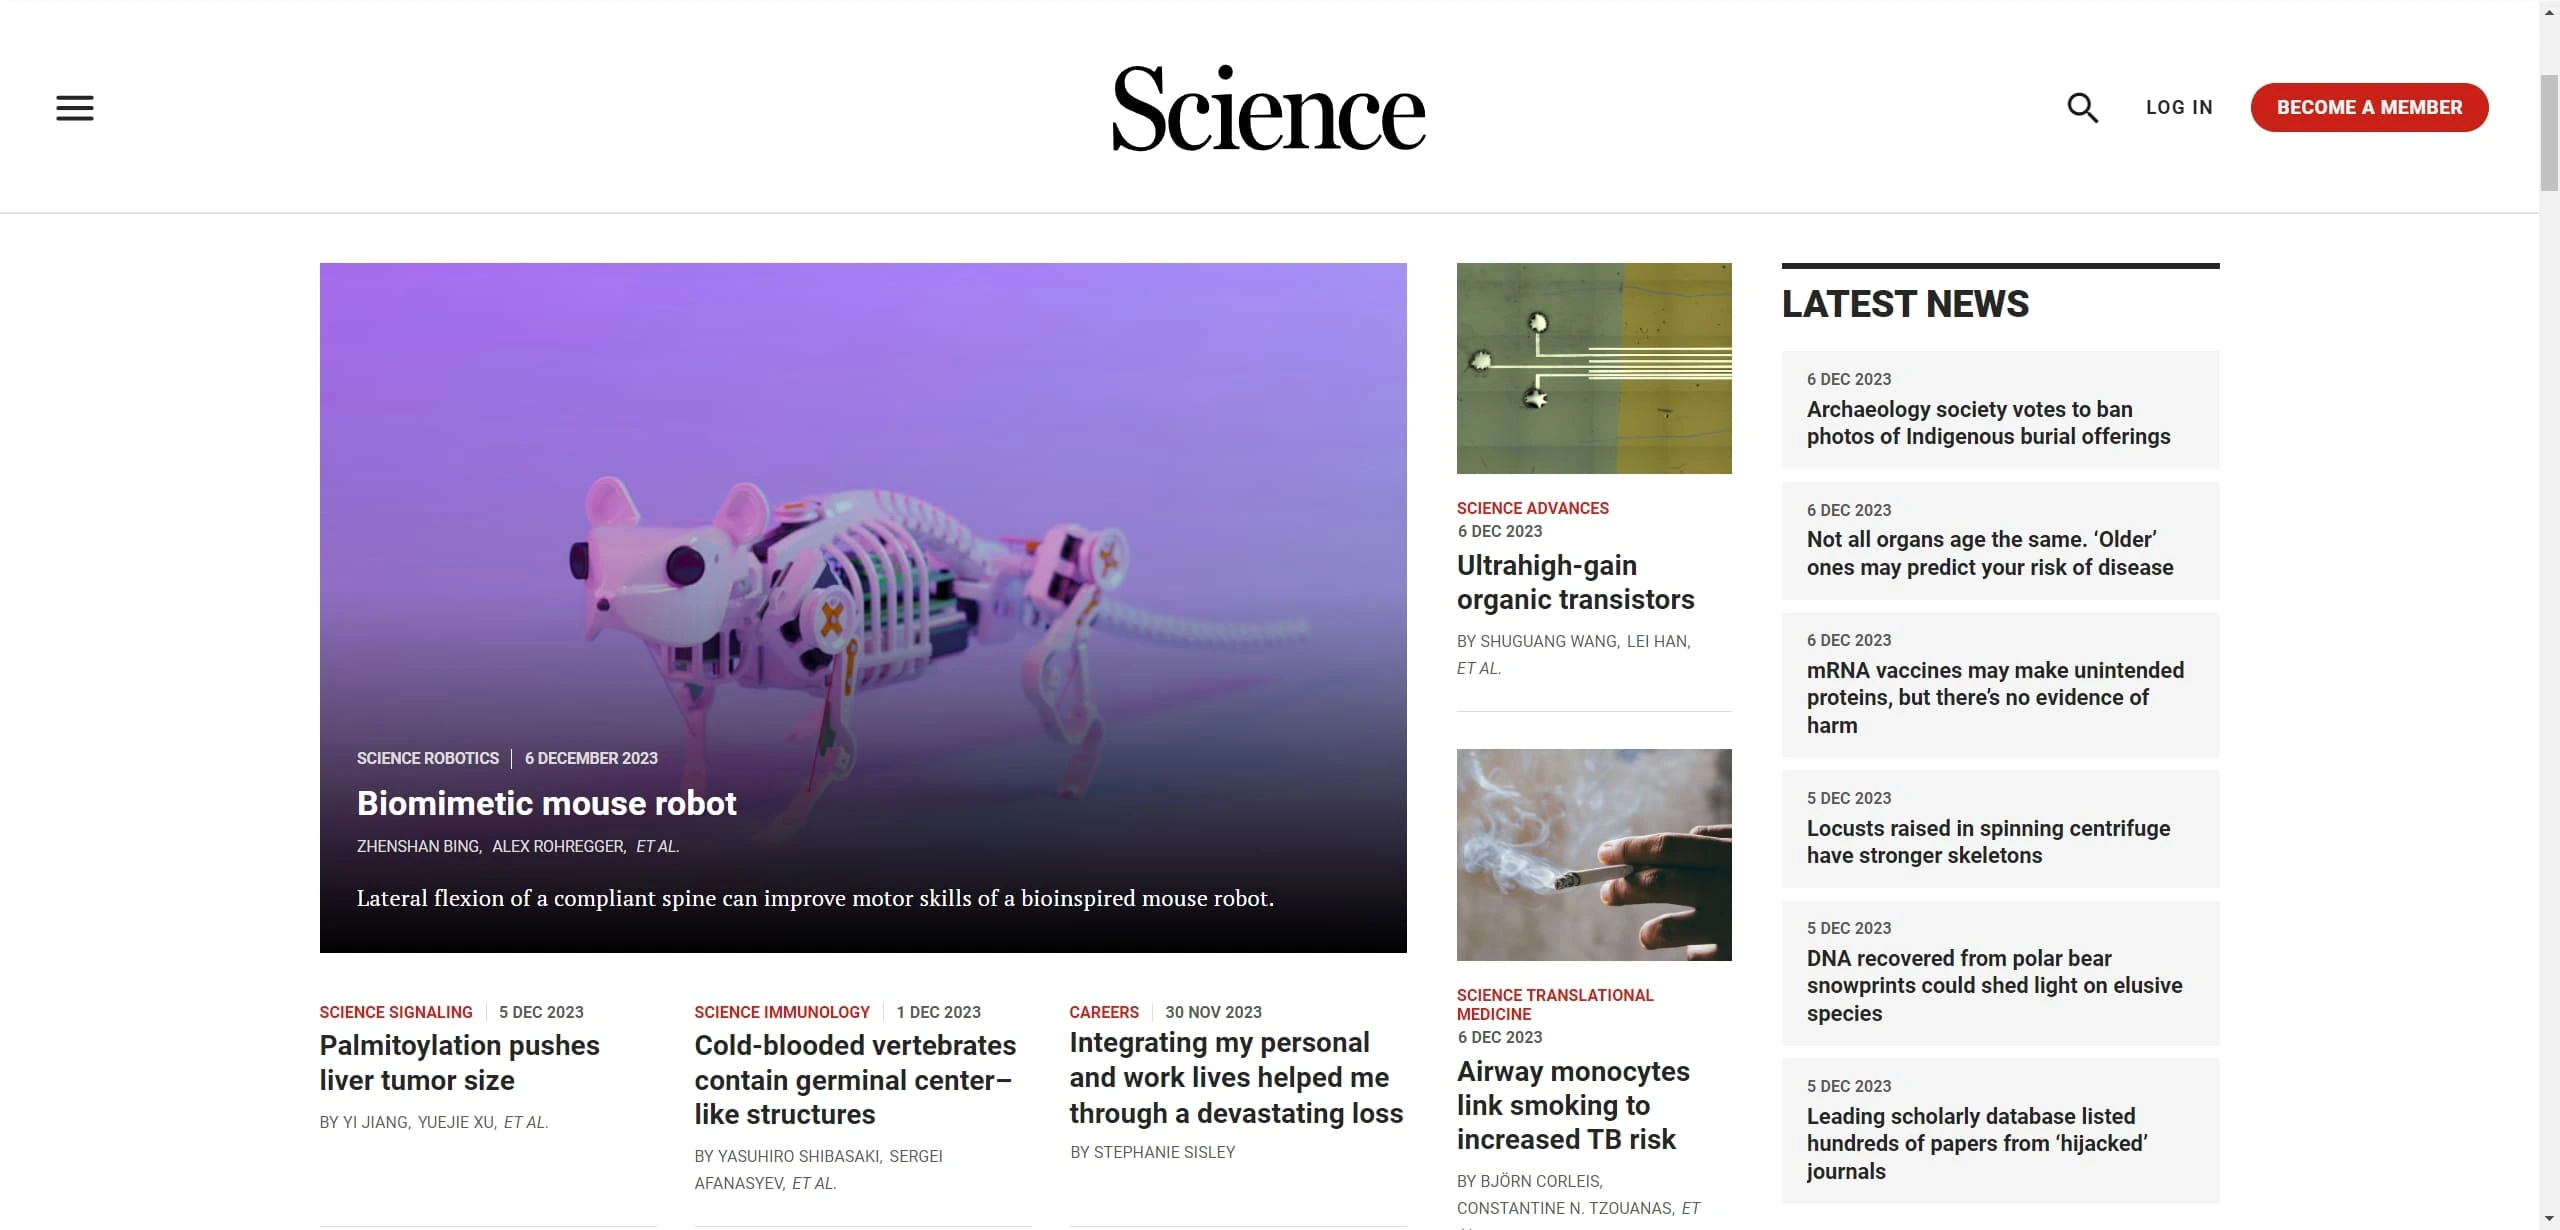 Science
LOG IN
BECOME A MEMBER
SCIENCE ROBOTICS 6 DECEMBER 2023
Biomimetic mouse robot
ZHENSHAN BING, ALEX ROHREGGER, ET AL.
Lateral flexion of a compliant spine can improve motor skills of a bioinspired mouse robot.
SCIENCE SIGNALING 5 DEC 2023
Palmitoylation pushes
liver tumor size
BY YI JIANG, YUEJIE XU, ET AL.
SCIENCE IMMUNOLOGY 1 DEC 2023
Cold-blooded vertebrates
contain germinal center–
like structures
BY YASUHIRO SHIBASAKI, SERGEI
AFANASYEV, ET AL.
CAREERS 30 NOV 2023
Integrating my personal
and work lives helped me
through a devastating loss
BY STEPHANIE SISLEY
SCIENCE ADVANCES
6 DEC 2023
Ultrahigh-gain
organic transistors
BY SHUGUANG WANG, LEI HAN,
ET AL.
SCIENCE TRANSLATIONAL
MEDICINE
6 DEC 2023
Airway monocytes
link smoking to
increased TB risk
BY BJÖRN CORLEIS,
CONSTANTINE N. TZOUANAS, ET
LATEST NEWS
6 DEC 2023
Archaeology society votes to ban
photos of Indigenous burial offerings
6 DEC 2023
Not all organs age the same. ‘Older’
ones may predict your risk of disease
6 DEC 2023
mRNA vaccines may make unintended
proteins, but there’s no evidence of
harm
5 DEC 2023
Locusts raised in spinning centrifuge
have stronger skeletons
5 DEC 2023
DNA recovered from polar bear
snowprints could shed light on elusive
species
5 DEC 2023
Leading scholarly database listed
hundreds of papers from ‘hijacked’
journals